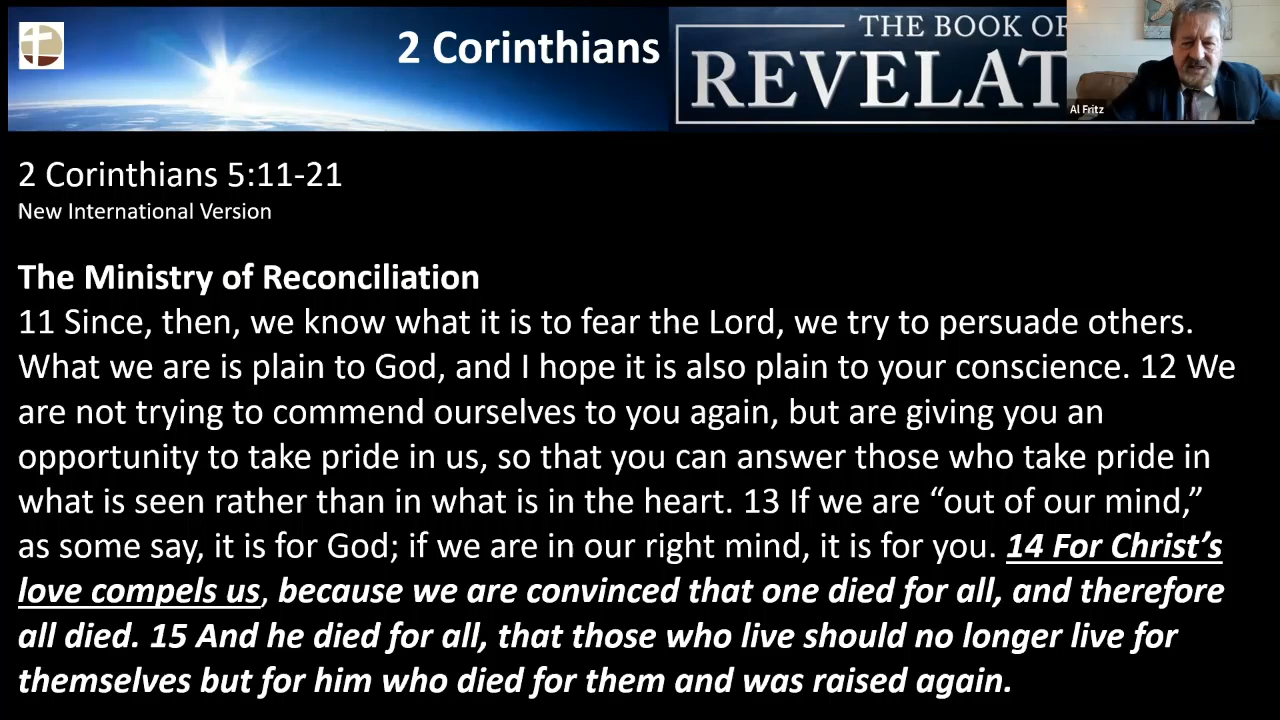 2 Corinthians
THE BOOK OF
REVELAT
Al Fritz
2 Corinthians 5:11-21
New International Version
The Ministry of Reconciliation
11 Since, then, we know what it is to fear the Lord, we try to persuade others.
What we are is plain to God, and I hope it is also plain to your conscience. 12 We
are not trying to commend ourselves to you again, but are giving you an
opportunity to take pride in us, so that you can answer those who take pride in
what is seen rather than in what is in the heart. 13 If we are “out of our mind,”
as some say, it is for God; if we are in our right mind, it is for you. 14 For Christ’s
love compels us, because we are convinced that one died for all, and therefore
all died. 15 And he died for all, that those who live should no longer live for
themselves but for him who died for them and was raised again.